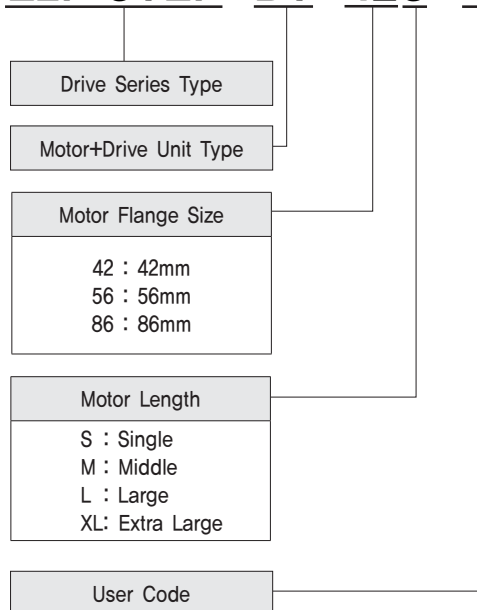 Drive Series Type
Motor+Drive Unit Type
Motor Flange Size
42 : 42mm
56 : 56mm
86 : 86mm
Motor Length
S : Single
M : Middle
L : Large
XL: Extra Large
User Code